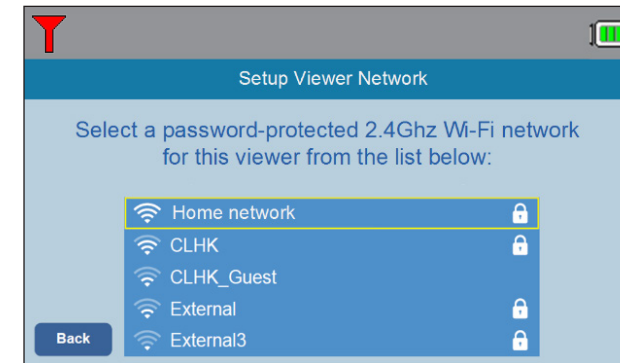 Setup Viewer Network
Select a password-protected 2.4Ghz Wi-Fi network
for this viewer from the list below:
Home network
CLHK
CLHK_Guest
External
External3
Back